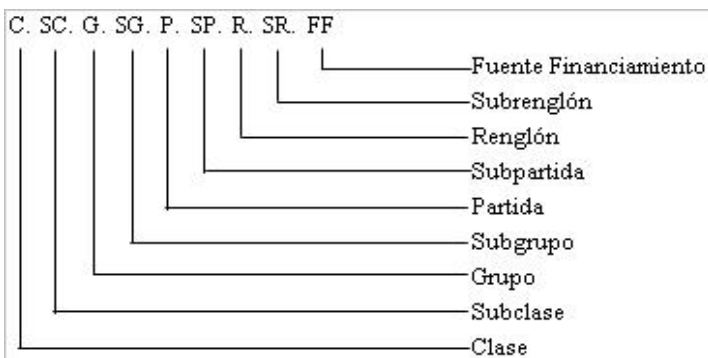 C. SC. G. SG. P. SP. R. SR. FF
Fuente Financiamiento
Subrenglón
Renglón
Subpartida
Partida
Subgrupo
Grupo
Subclase
Clase